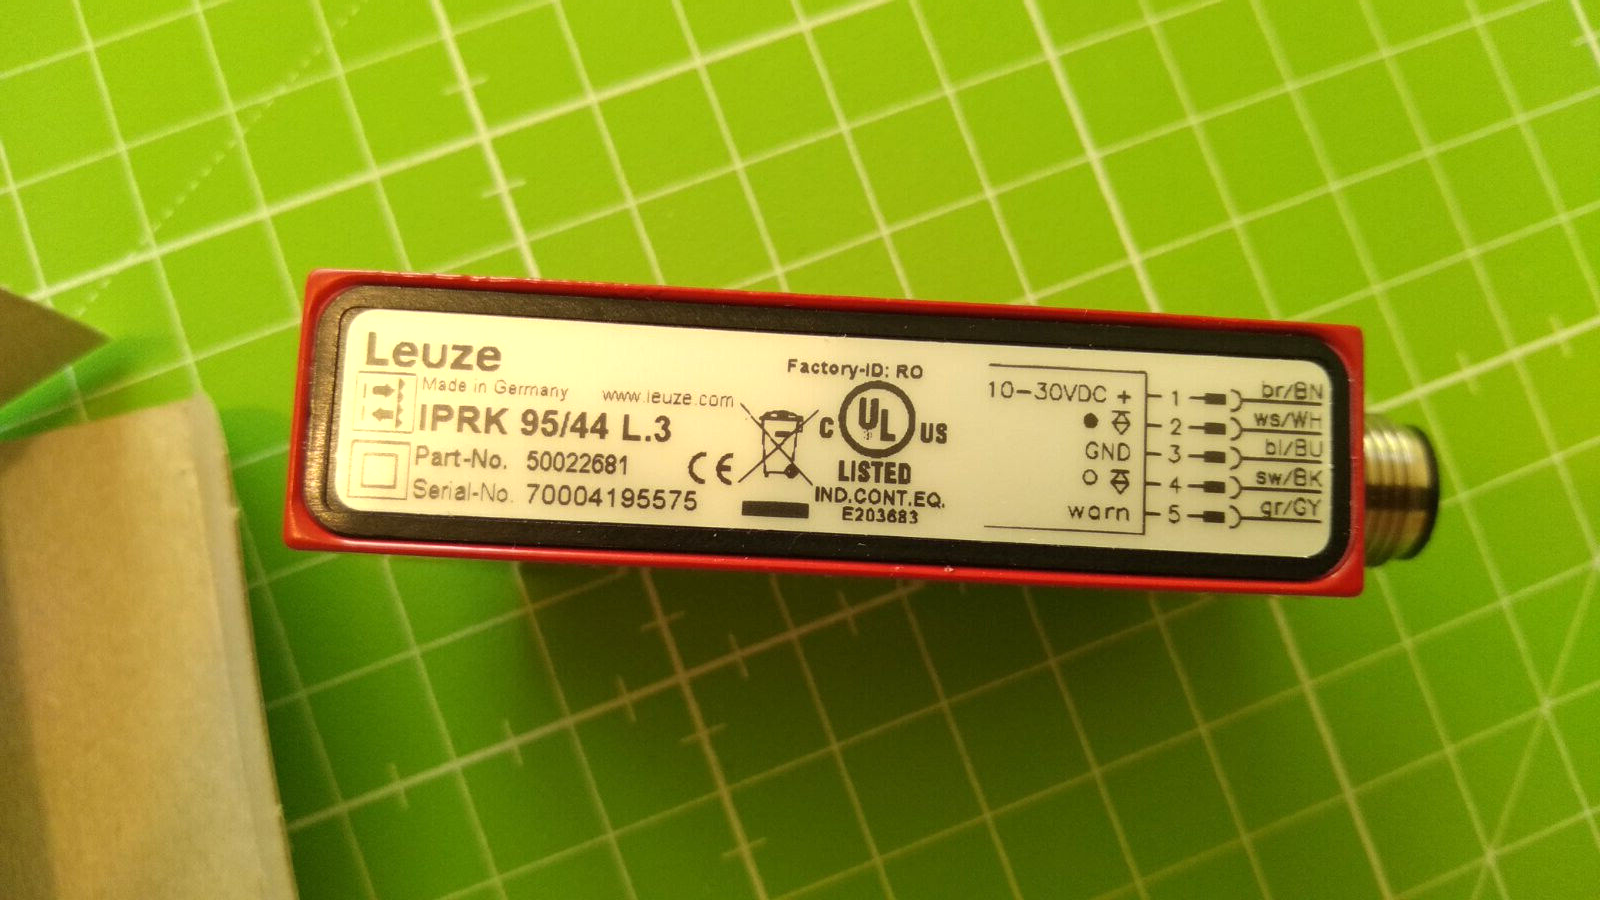 Leuze
Made in Germany
www.leuze.com
IPRK 95/44 L.3
Part-No. 50022681
Serial-No. 70004195575
CE
Factory-ID: RO
C UL US
LISTED
IND.CONT.EQ.
E203683
10-30VDC + 1 br/BN
2 ws/WH
GND 3 bl/BU
4 sw/BK
warn 5 gr/GY